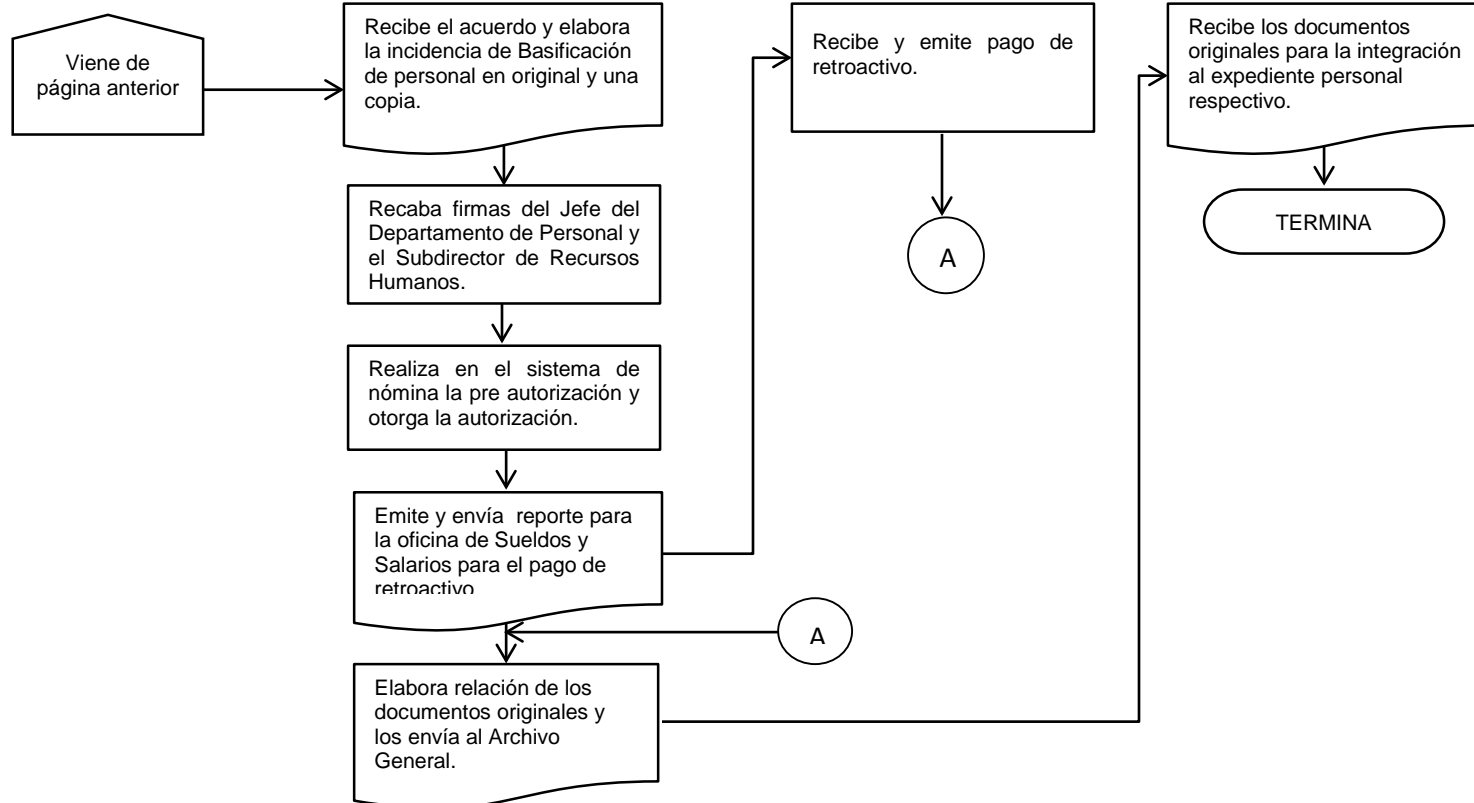 Viene de
página anterior
Recibe el acuerdo y elabora
la incidencia de Basificación
de personal en original y una
copia.
Recaba firmas del Jefe del
Departamento de Personal y
el Subdirector de Recursos
Humanos.
Realiza en el sistema de
nómina la pre autorización y
otorga la autorización.
Emite y envía reporte para
la oficina de Sueldos y
Salarios para el pago de
retroactivo
A
Elabora relación de los
documentos originales y
los envía al Archivo
General.
Recibe y emite pago de
retroactivo.
A
Recibe los documentos
originales para la integración
al expediente personal
respectivo.
TERMINA